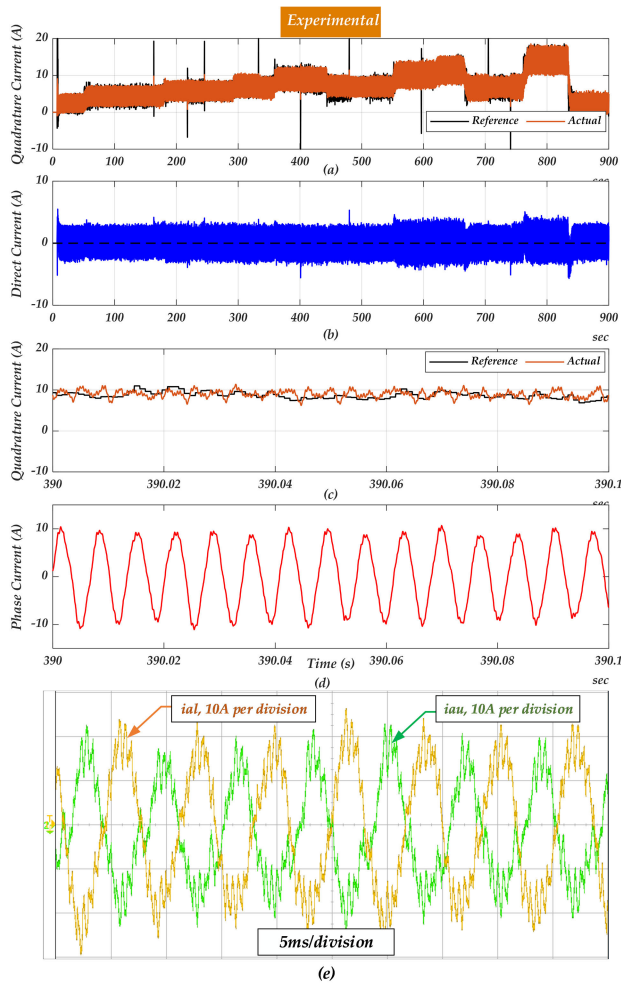 Experimental
Quadrature Current (A)
20
10
0
-10
Reference Actual
0 100 200 300 400 500 600 700 800 900
(a)
Direct Current (A)
10
0
-10
0 100 200 300 400 500 600 700 800 900
(b)
sec
Quadrature Current (A)
20
10
0
-10
Reference Actual
390 390.02 390.04 390.06 390.08 390.1
(c)
Phase Current (A)
10
0
-10
390 390.02 390.04 390.06 390.08 390.1
Time (s)
(d)
sec
ial, 10A per division
iau, 10A per division
2
5ms/division
(e)